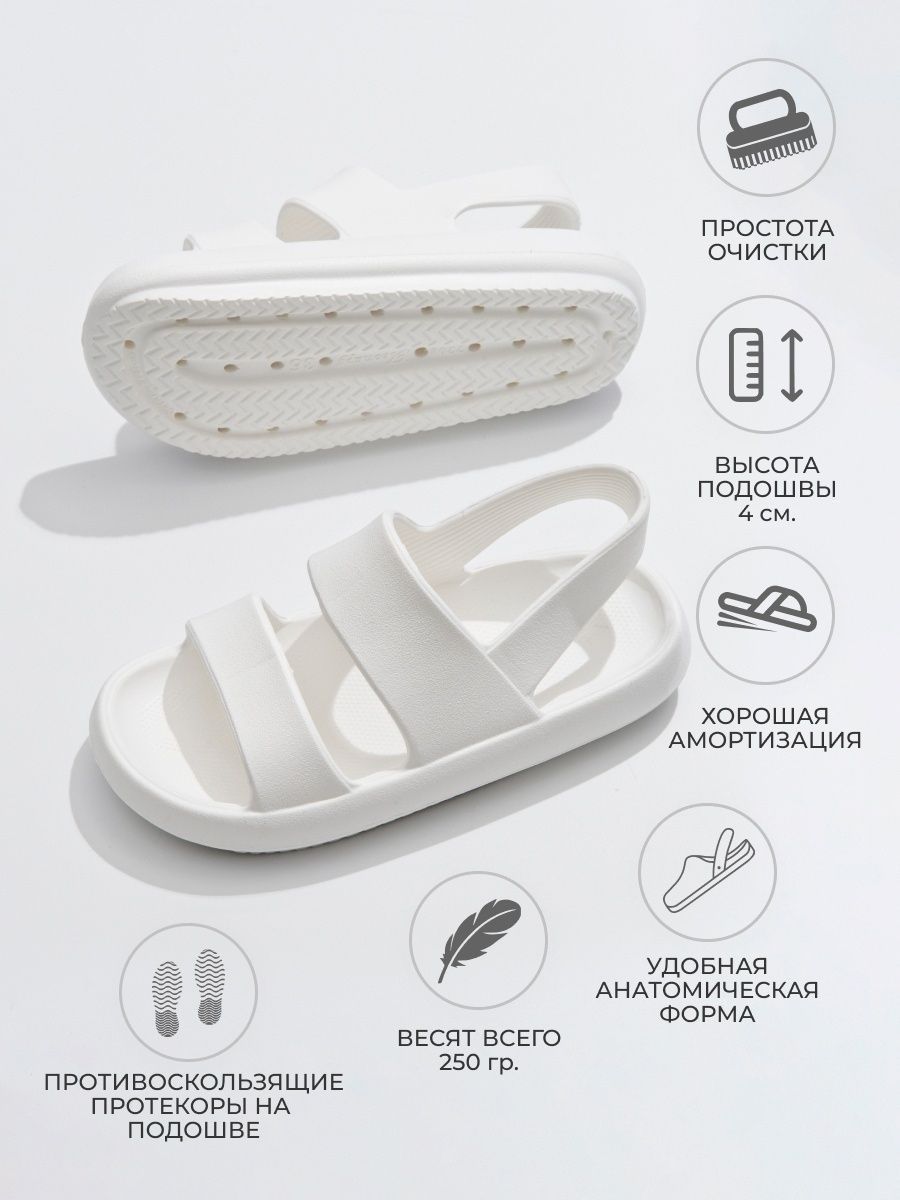 ПРОСТОТА
ОЧИСТКИ
ВЫСОТА
ПОДОШВЫ
4 см.
ХОРОШАЯ
АМОРТИЗАЦИЯ
УДОБНАЯ
АНАТОМИЧЕСКАЯ
ФОРМА
ВЕСЯТ ВСЕГО
250 гр.
ПРОТИВОСКОЛЬЗЯЩИЕ
ПРОТЕКОРЫ НА
ПОДОШВЕ